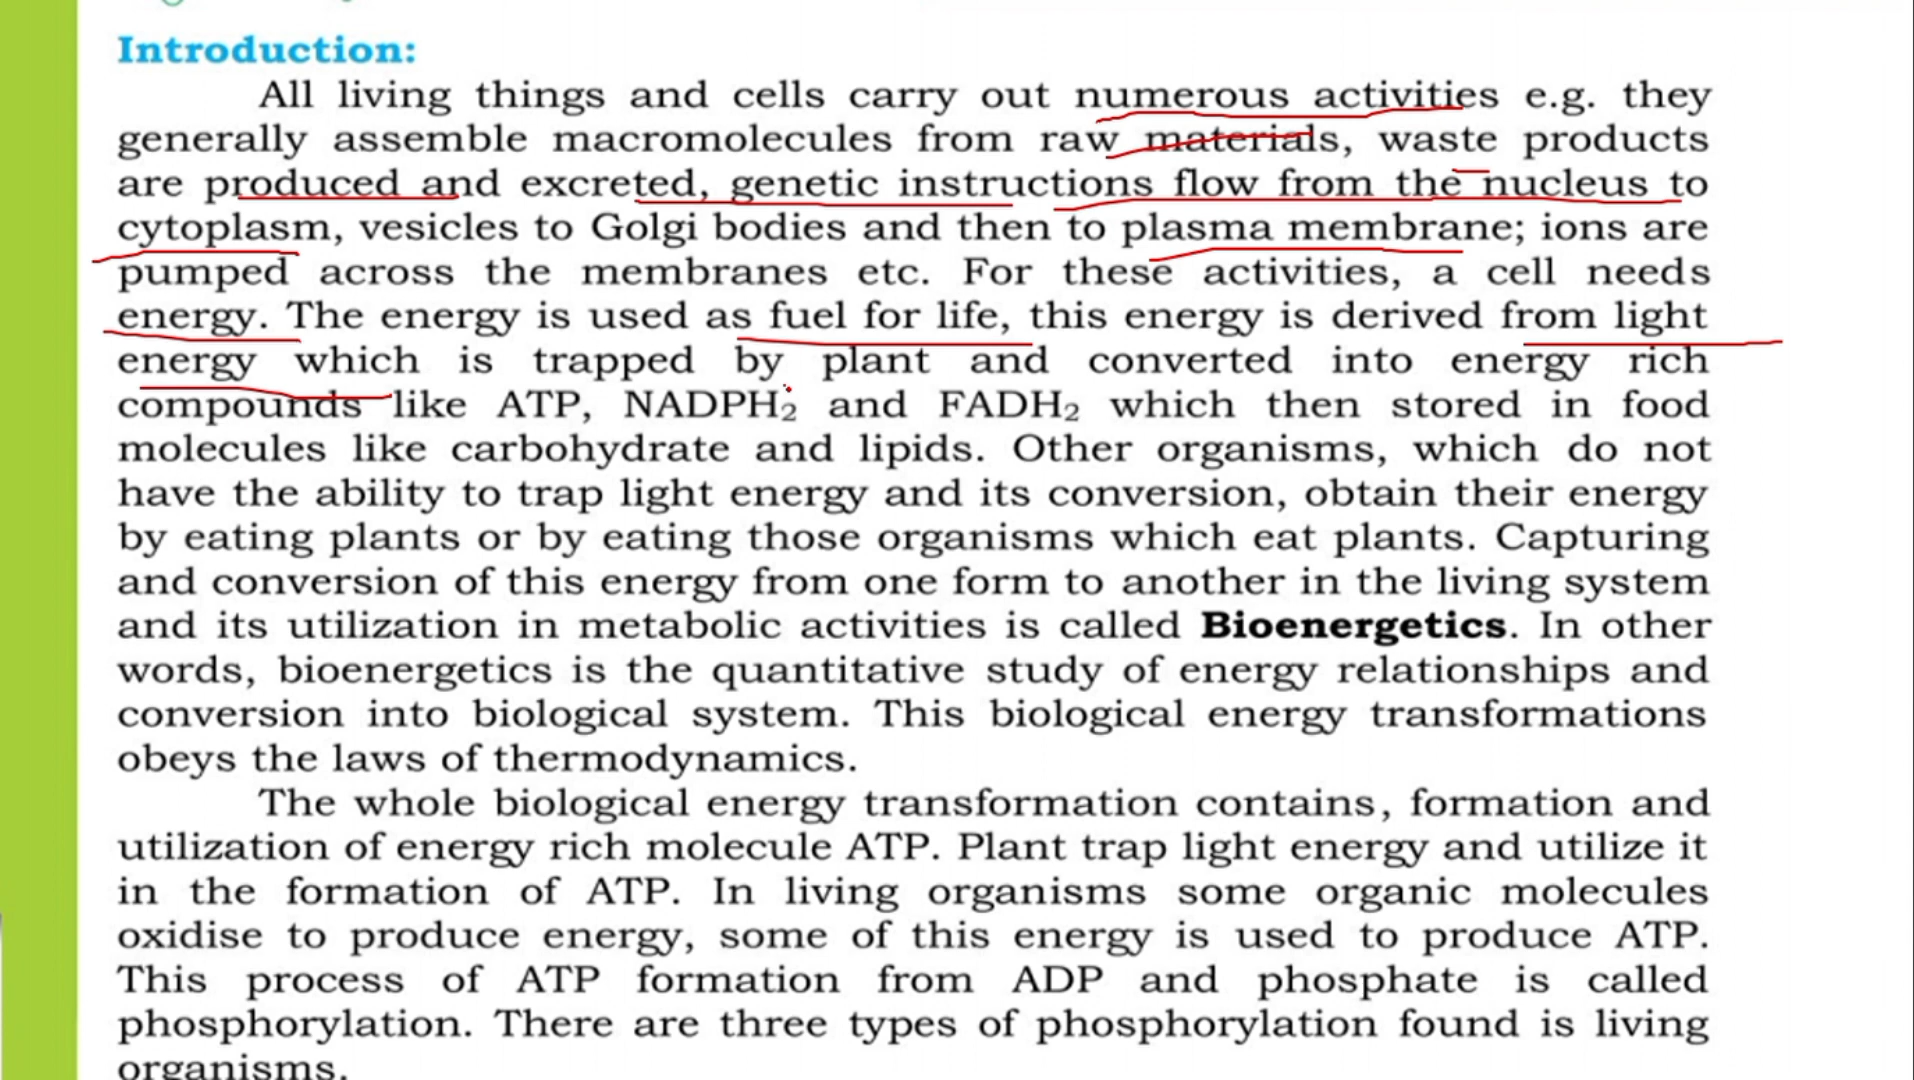 Introduction:
All living things and cells carry out numerous activities e.g. they
generally assemble macromolecules from raw materials, waste products
are produced and excreted, genetic instructions flow from the nucleus to
cytoplasm, vesicles to Golgi bodies and then to plasma membrane; ions are
pumped across the membranes etc. For these activities, a cell needs
energy. The energy is used as fuel for life, this energy is derived from light
energy which is trapped by plant and converted into energy rich
compounds like ATP, NADPH₂ and FADH₂ which then stored in food
molecules like carbohydrate and lipids. Other organisms, which do not
have the ability to trap light energy and its conversion, obtain their energy
by eating plants or by eating those organisms which eat plants. Capturing
and conversion of this energy from one form to another in the living system
and its utilization in metabolic activities is called Bioenergetics. In other
words, bioenergetics is the quantitative study of energy relationships and
conversion into biological system. This biological energy transformations
obeys the laws of thermodynamics.
The whole biological energy transformation contains, formation and
utilization of energy rich molecule ATP. Plant trap light energy and utilize it
in the formation of ATP. In living organisms some organic molecules
oxidise to produce energy, some of this energy is used to produce ATP.
This process of ATP formation from ADP and phosphate is called
phosphorylation. There are three types of phosphorylation found is living
organisms.